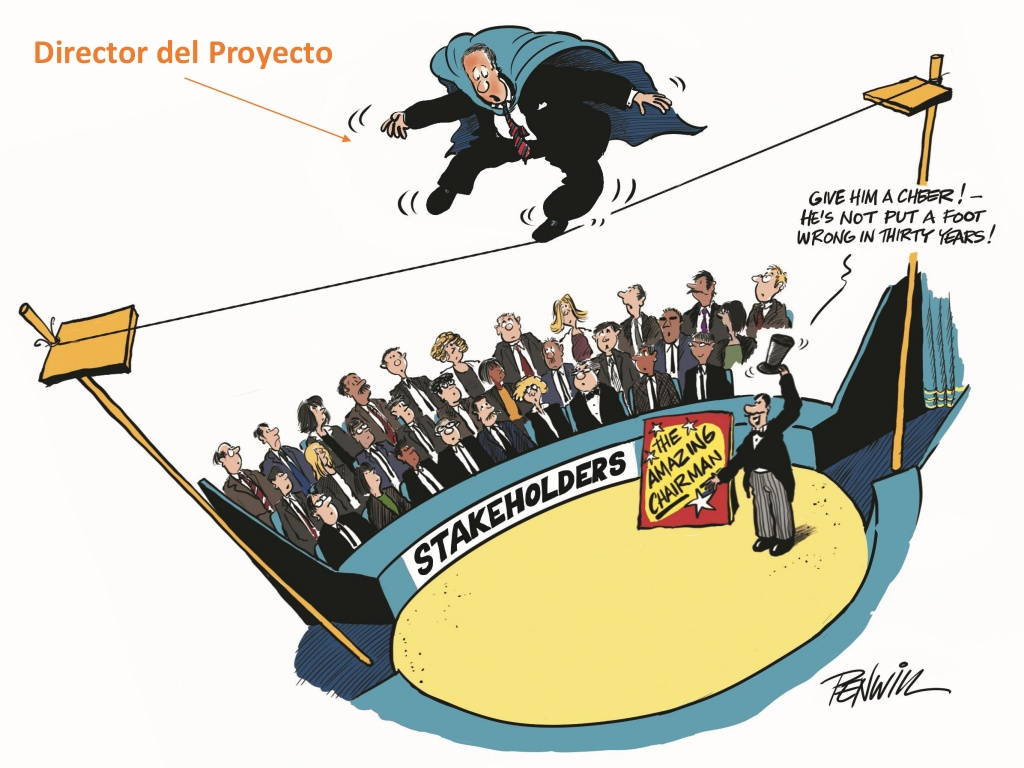 Director del Proyecto
GIVE HIM A CHEER! –
HE'S NOT PUT A FOOT
WRONG IN THIRTY YEARS!
THE
AMAZING
CHAIRMAN
STAKEHOLDERS
PENWILL